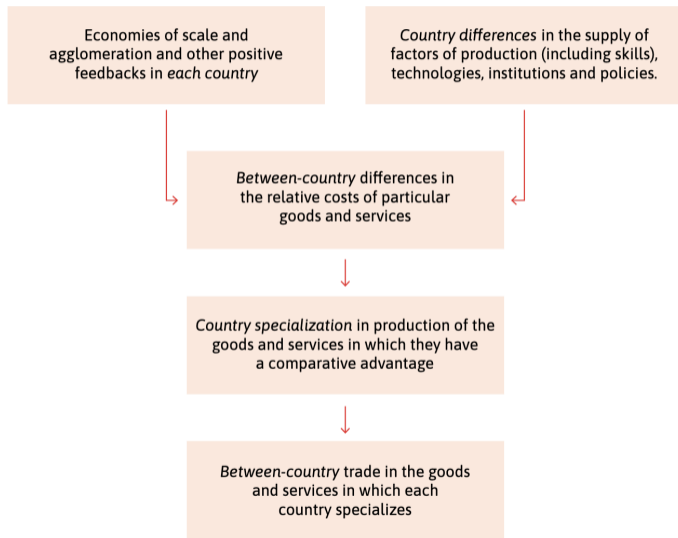 Economies of scale and
agglomeration and other positive
feedbacks in each country
Country differences in the supply of
factors of production (including skills),
technologies, institutions and policies.
Between-country differences in
the relative costs of particular
goods and services
Country specialization in production of the
goods and services in which they have
a comparative advantage
Between-country trade in the goods
and services in which each
country specializes